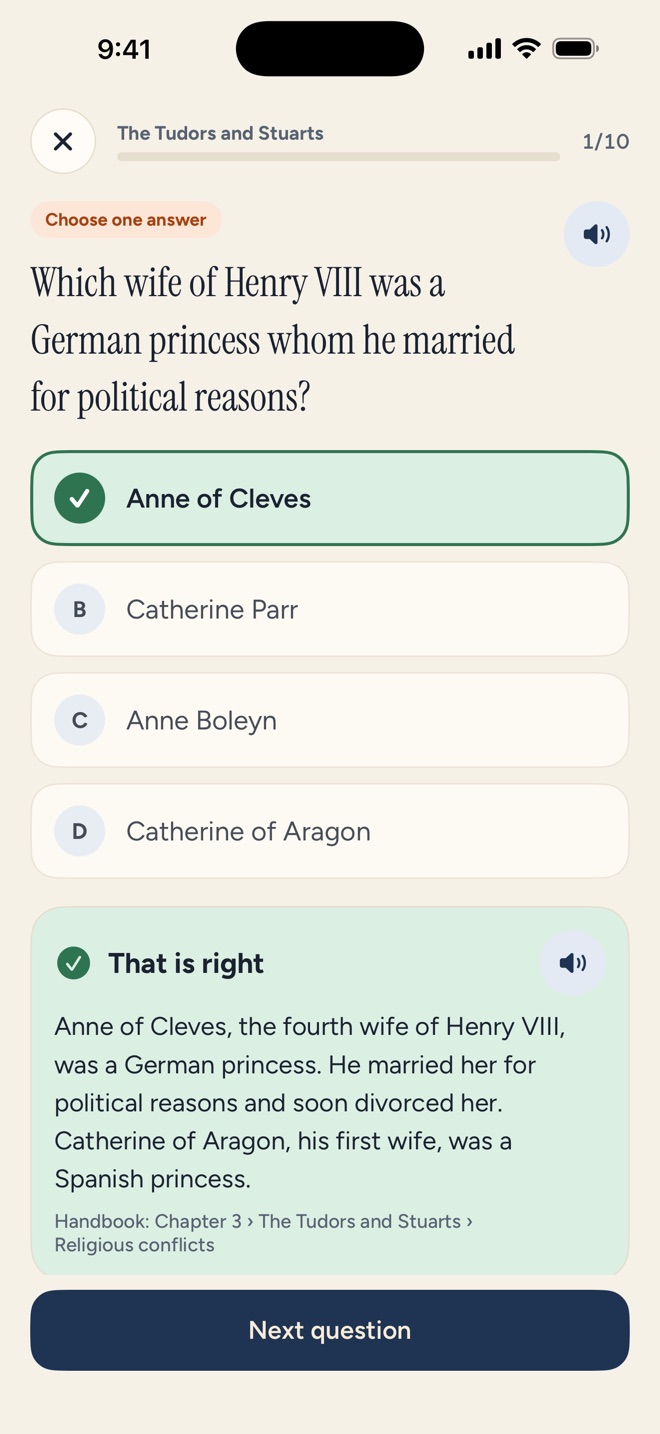 9:41
The Tudors and Stuarts
1/10
Choose one answer
Which wife of Henry VIII was a
German princess whom he married
for political reasons?
Anne of Cleves
B Catherine Parr
C Anne Boleyn
D Catherine of Aragon
That is right
Anne of Cleves, the fourth wife of Henry VIII,
was a German princess. He married her for
political reasons and soon divorced her.
Catherine of Aragon, his first wife, was a
Spanish princess.
Handbook: Chapter 3 › The Tudors and Stuarts ›
Religious conflicts
Next question